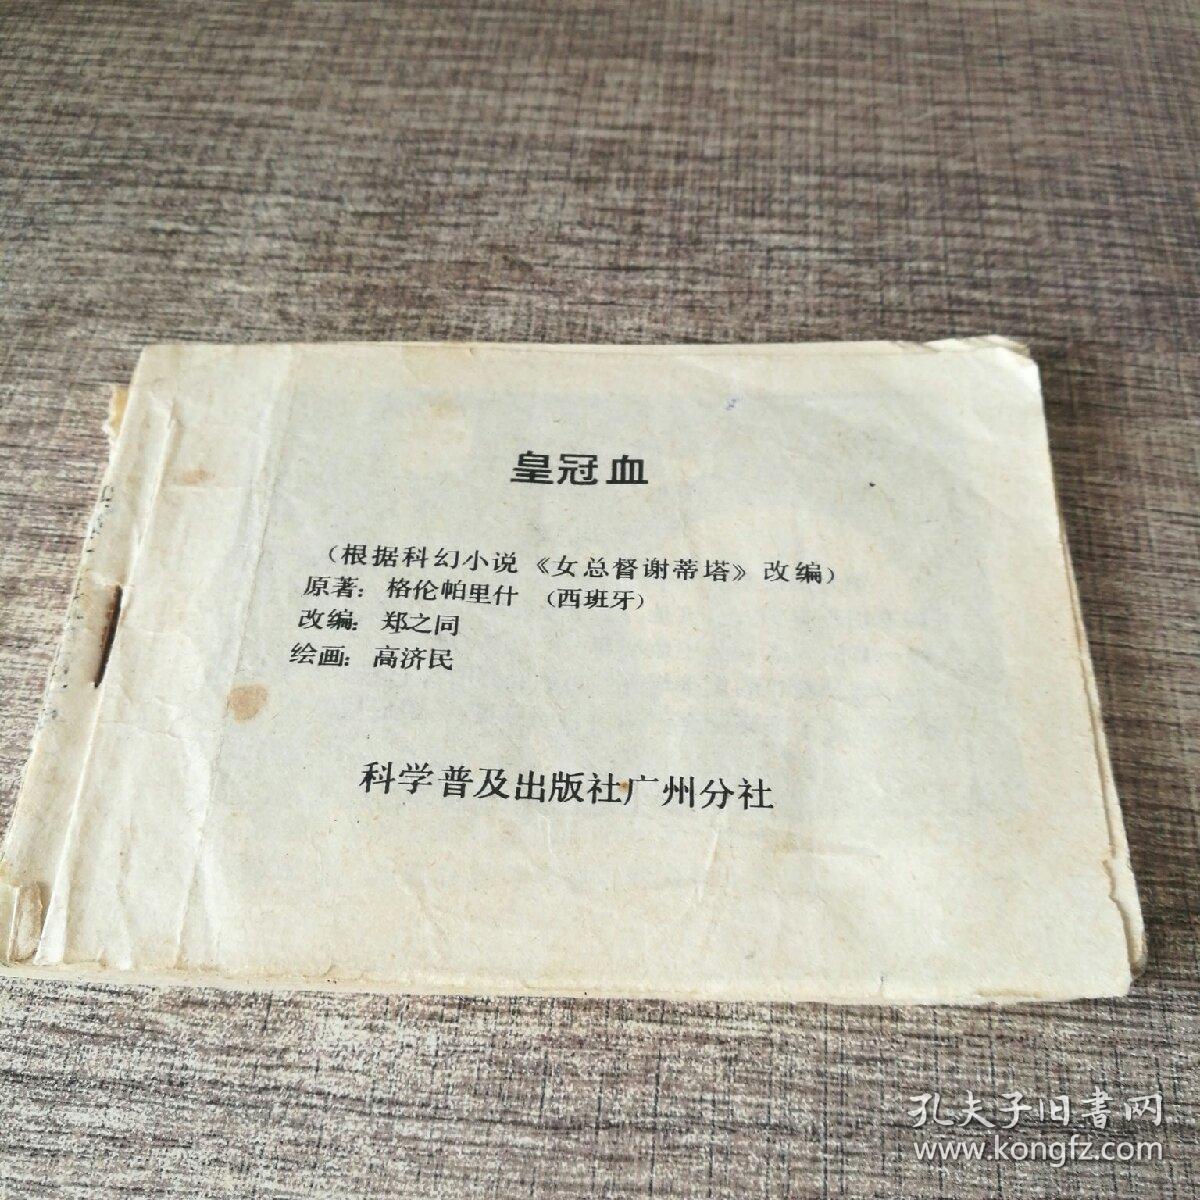 皇冠血
(根据科幻小说《女总督谢蒂塔》改编)
原著：格伦帕里什 (西班牙)
改编：郑之同
绘画：高济民
科学普及出版社广州分社
孔夫子旧书网
www.kongfz.com